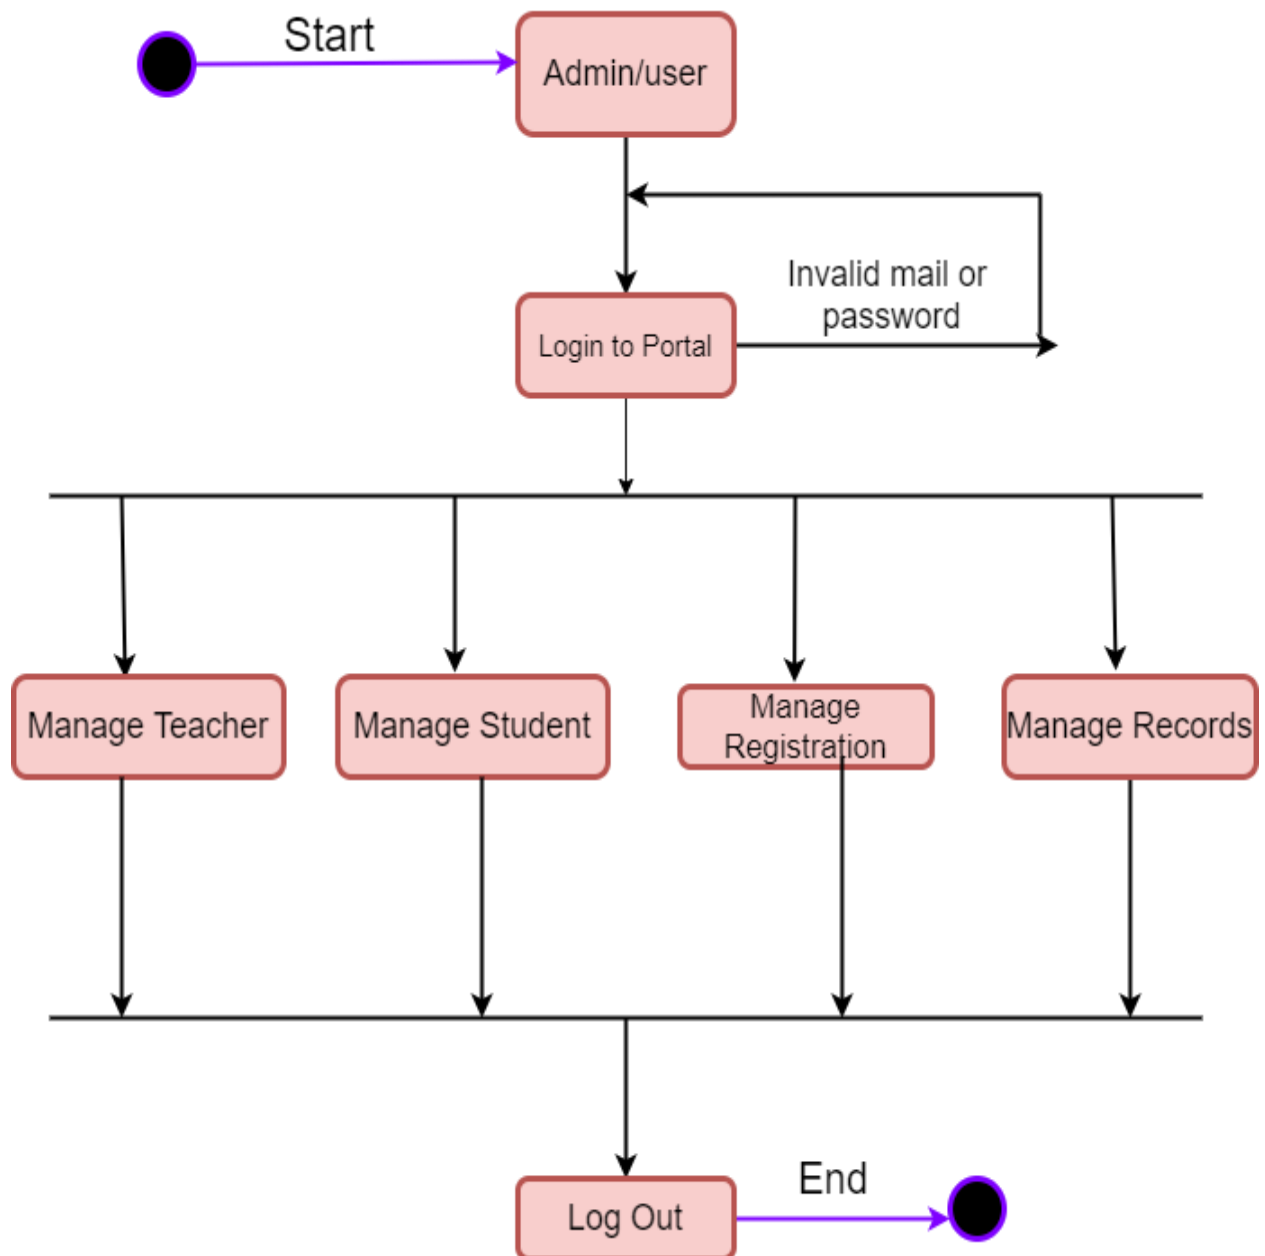 Start
Admin/user
Invalid mail or
password
Login to Portal
Manage Teacher
Manage Student
Manage
Registration
Manage Records
End
Log Out